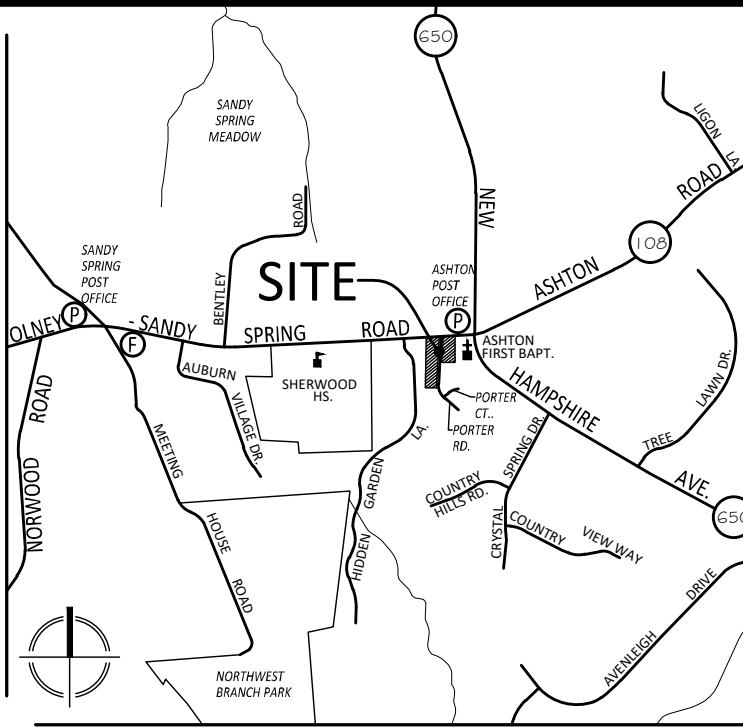 650
SANDY
SPRING
MEADOW
LIGON
LA
ROAD
NEW
ROAD
108
SANDY
SPRING
POST
OFFICE
BENTLEY
SITE
ASHTON
POST
OFFICE
ASHTON
P
OLNEY
- SANDY
SPRING
ROAD
P
F
ASHTON
FIRST BAPT.
AUBURN
VILLAGE DR.
SHERWOOD
HS.
HAMPSHIRE
AVE.
LAWN DR.
TREE
PORTER
CT..
PORTER
RD.
ROAD
NORWOOD
MEETING
HOUSE
ROAD
LA.
GARDEN
HIDDEN
SPRING DR.
CRYSTAL
COUNTRY
HILLS RD.
COUNTRY
VIEW WAY
650
DRIVE
AVENLEIGH
NORTHWEST
BRANCH PARK